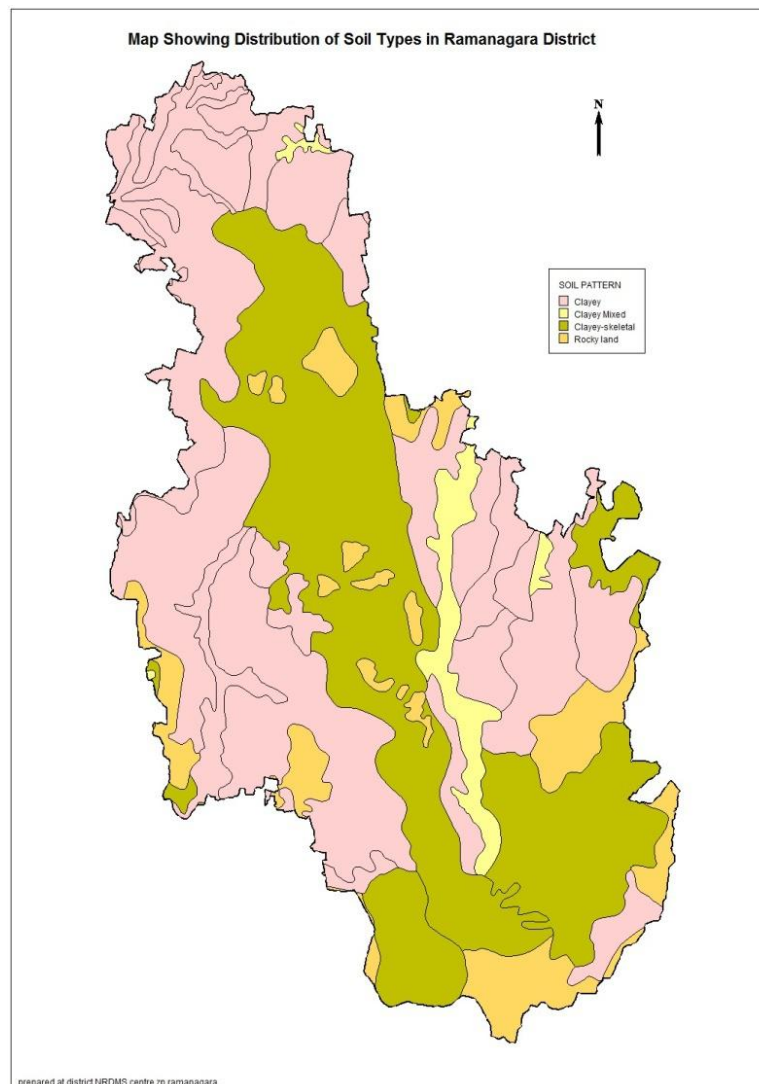 Map Showing Distribution of Soil Types in Ramanagara District
N
SOIL PATTERN
Clayey
Clayey Mixed
Clayey-skeletal
Rocky land
prepared at district NRDMS centre zp ramanagara